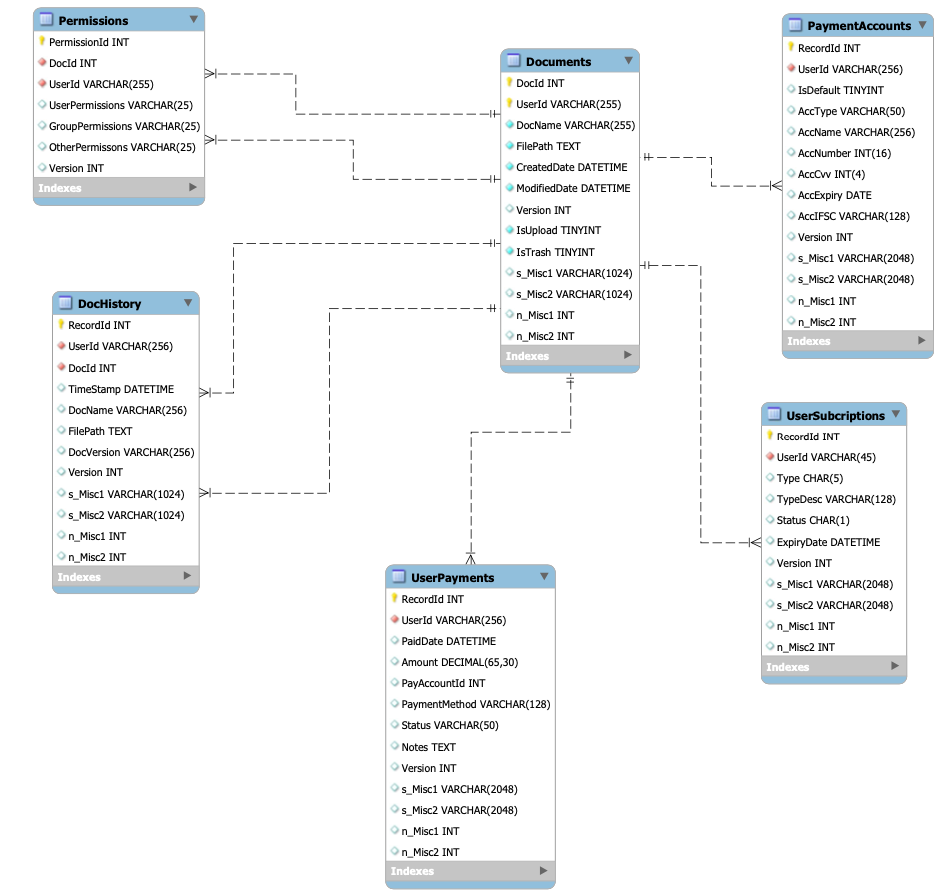 Permissions
PermissionId INT
DocId INT
UserId VARCHAR(255)
UserPermissions VARCHAR(25)
GroupPermissions VARCHAR(25)
OtherPermissons VARCHAR(25)
Version INT
Indexes
Documents
DocId INT
UserId VARCHAR(255)
DocName VARCHAR(255)
FilePath TEXT
CreatedDate DATETIME
ModifiedDate DATETIME
Version INT
IsUpload TINYINT
IsTrash TINYINT
s_Misc1 VARCHAR(1024)
s_Misc2 VARCHAR(1024)
n_Misc1 INT
n_Misc2 INT
Indexes
PaymentAccounts
RecordId INT
UserId VARCHAR(256)
IsDefault TINYINT
AccType VARCHAR(50)
AccName VARCHAR(256)
AccNumber INT(16)
AccCvv INT(4)
AccExpiry DATE
AccIFSC VARCHAR(128)
Version INT
s_Misc1 VARCHAR(2048)
s_Misc2 VARCHAR(2048)
n_Misc1 INT
n_Misc2 INT
Indexes
DocHistory
RecordId INT
UserId VARCHAR(256)
DocId INT
TimeStamp DATETIME
DocName VARCHAR(256)
FilePath TEXT
DocVersion VARCHAR(256)
Version INT
s_Misc1 VARCHAR(1024)
s_Misc2 VARCHAR(1024)
n_Misc1 INT
n_Misc2 INT
Indexes
UserSubcriptions
RecordId INT
UserId VARCHAR(45)
Type CHAR(5)
TypeDesc VARCHAR(128)
Status CHAR(1)
ExpiryDate DATETIME
Version INT
s_Misc1 VARCHAR(2048)
s_Misc2 VARCHAR(2048)
n_Misc1 INT
n_Misc2 INT
Indexes
UserPayments
RecordId INT
UserId VARCHAR(256)
PaidDate DATETIME
Amount DECIMAL(65,30)
PayAccountId INT
PaymentMethod VARCHAR(128)
Status VARCHAR(50)
Notes TEXT
Version INT
s_Misc1 VARCHAR(2048)
s_Misc2 VARCHAR(2048)
n_Misc1 INT
n_Misc2 INT
Indexes